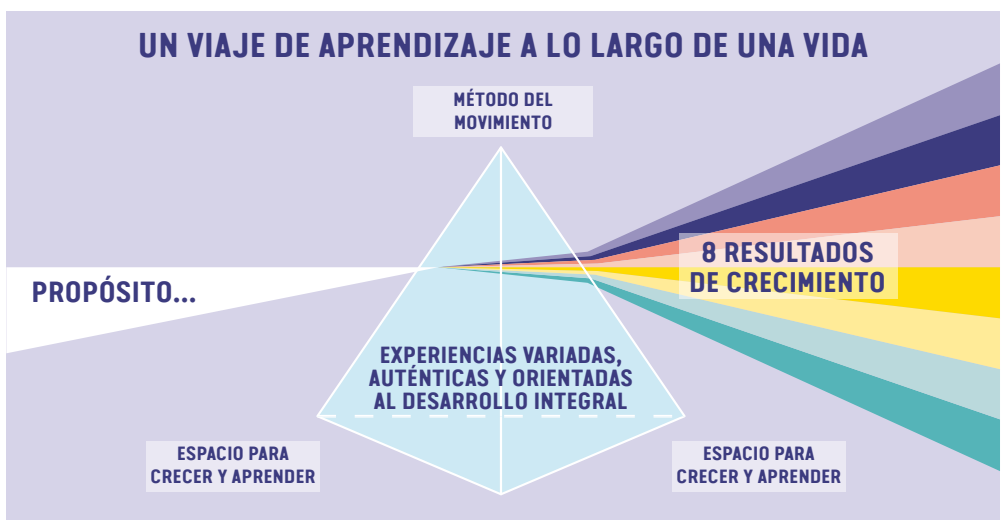 UN VIAJE DE APRENDIZAJE A LO LARGO DE UNA VIDA
MÉTODO DEL
MOVIMIENTO
PROPÓSITO...
8 RESULTADOS
DE CRECIMIENTO
EXPERIENCIAS VARIADAS,
AUTÉNTICAS Y ORIENTADAS
AL DESARROLLO INTEGRAL
ESPACIO PARA
CRECER Y APRENDER
ESPACIO PARA
CRECER Y APRENDER